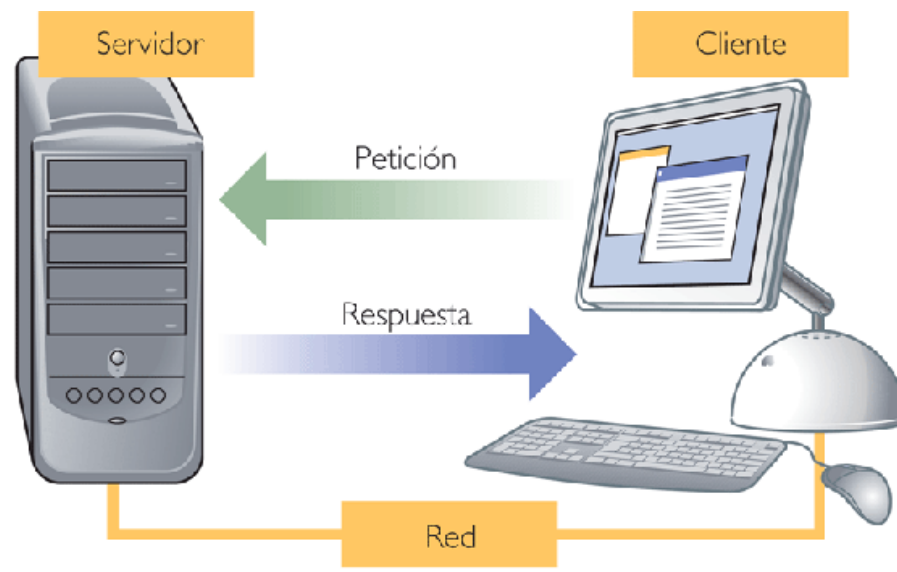 Servidor
Cliente
Petición
Respuesta
Red